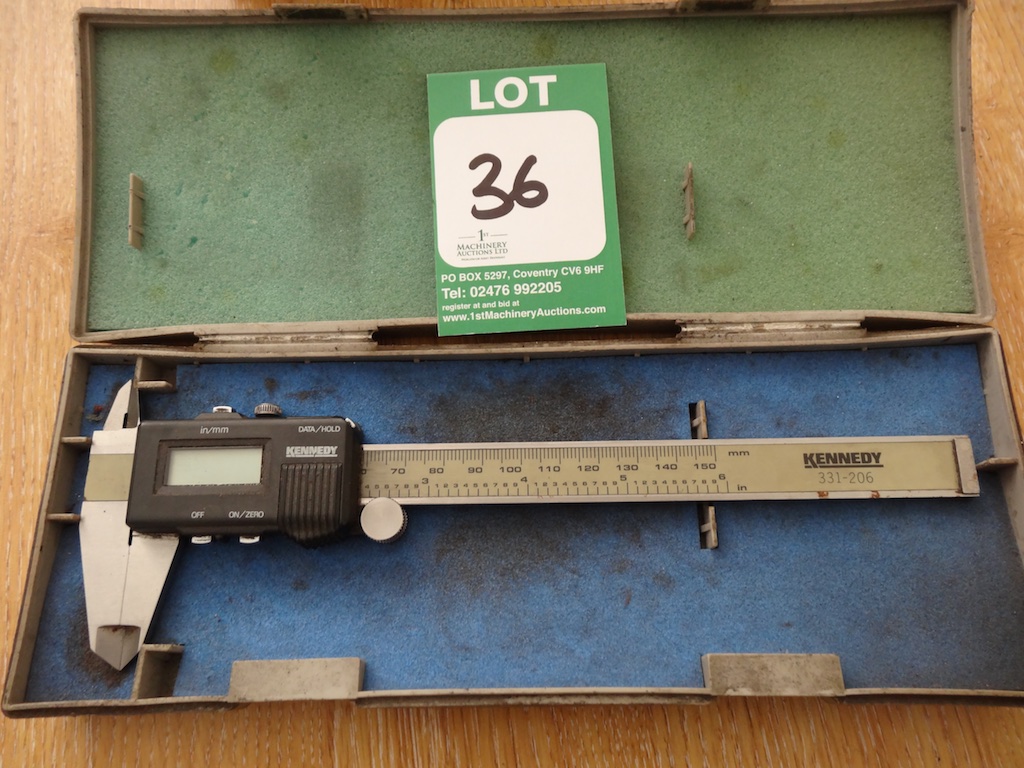 LOT
36
1ST
MACHINERY
AUCTIONS LTD
PO BOX 5297, Coventry CV6 9HF
Tel: 02476 992205
register at and bid at
www.1stMachineryAuctions.com
in/mm DATA/HOLD
KENNEDY
OFF ON/ZERO
70 80 90 100 110 120 130 140 150 mm
3 4 5 6 in
KENNEDY
331-206